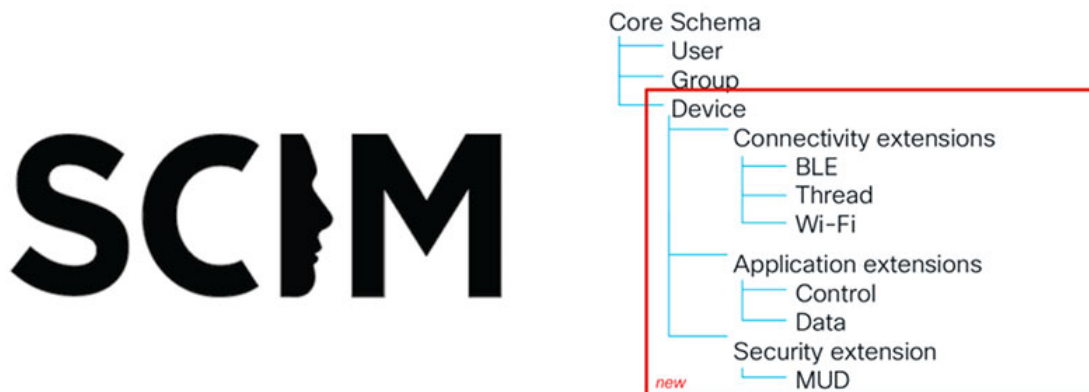 SCIM
Core Schema
User
Group
Device
Connectivity extensions
BLE
Thread
Wi-Fi
Application extensions
Control
Data
Security extension
MUD
new